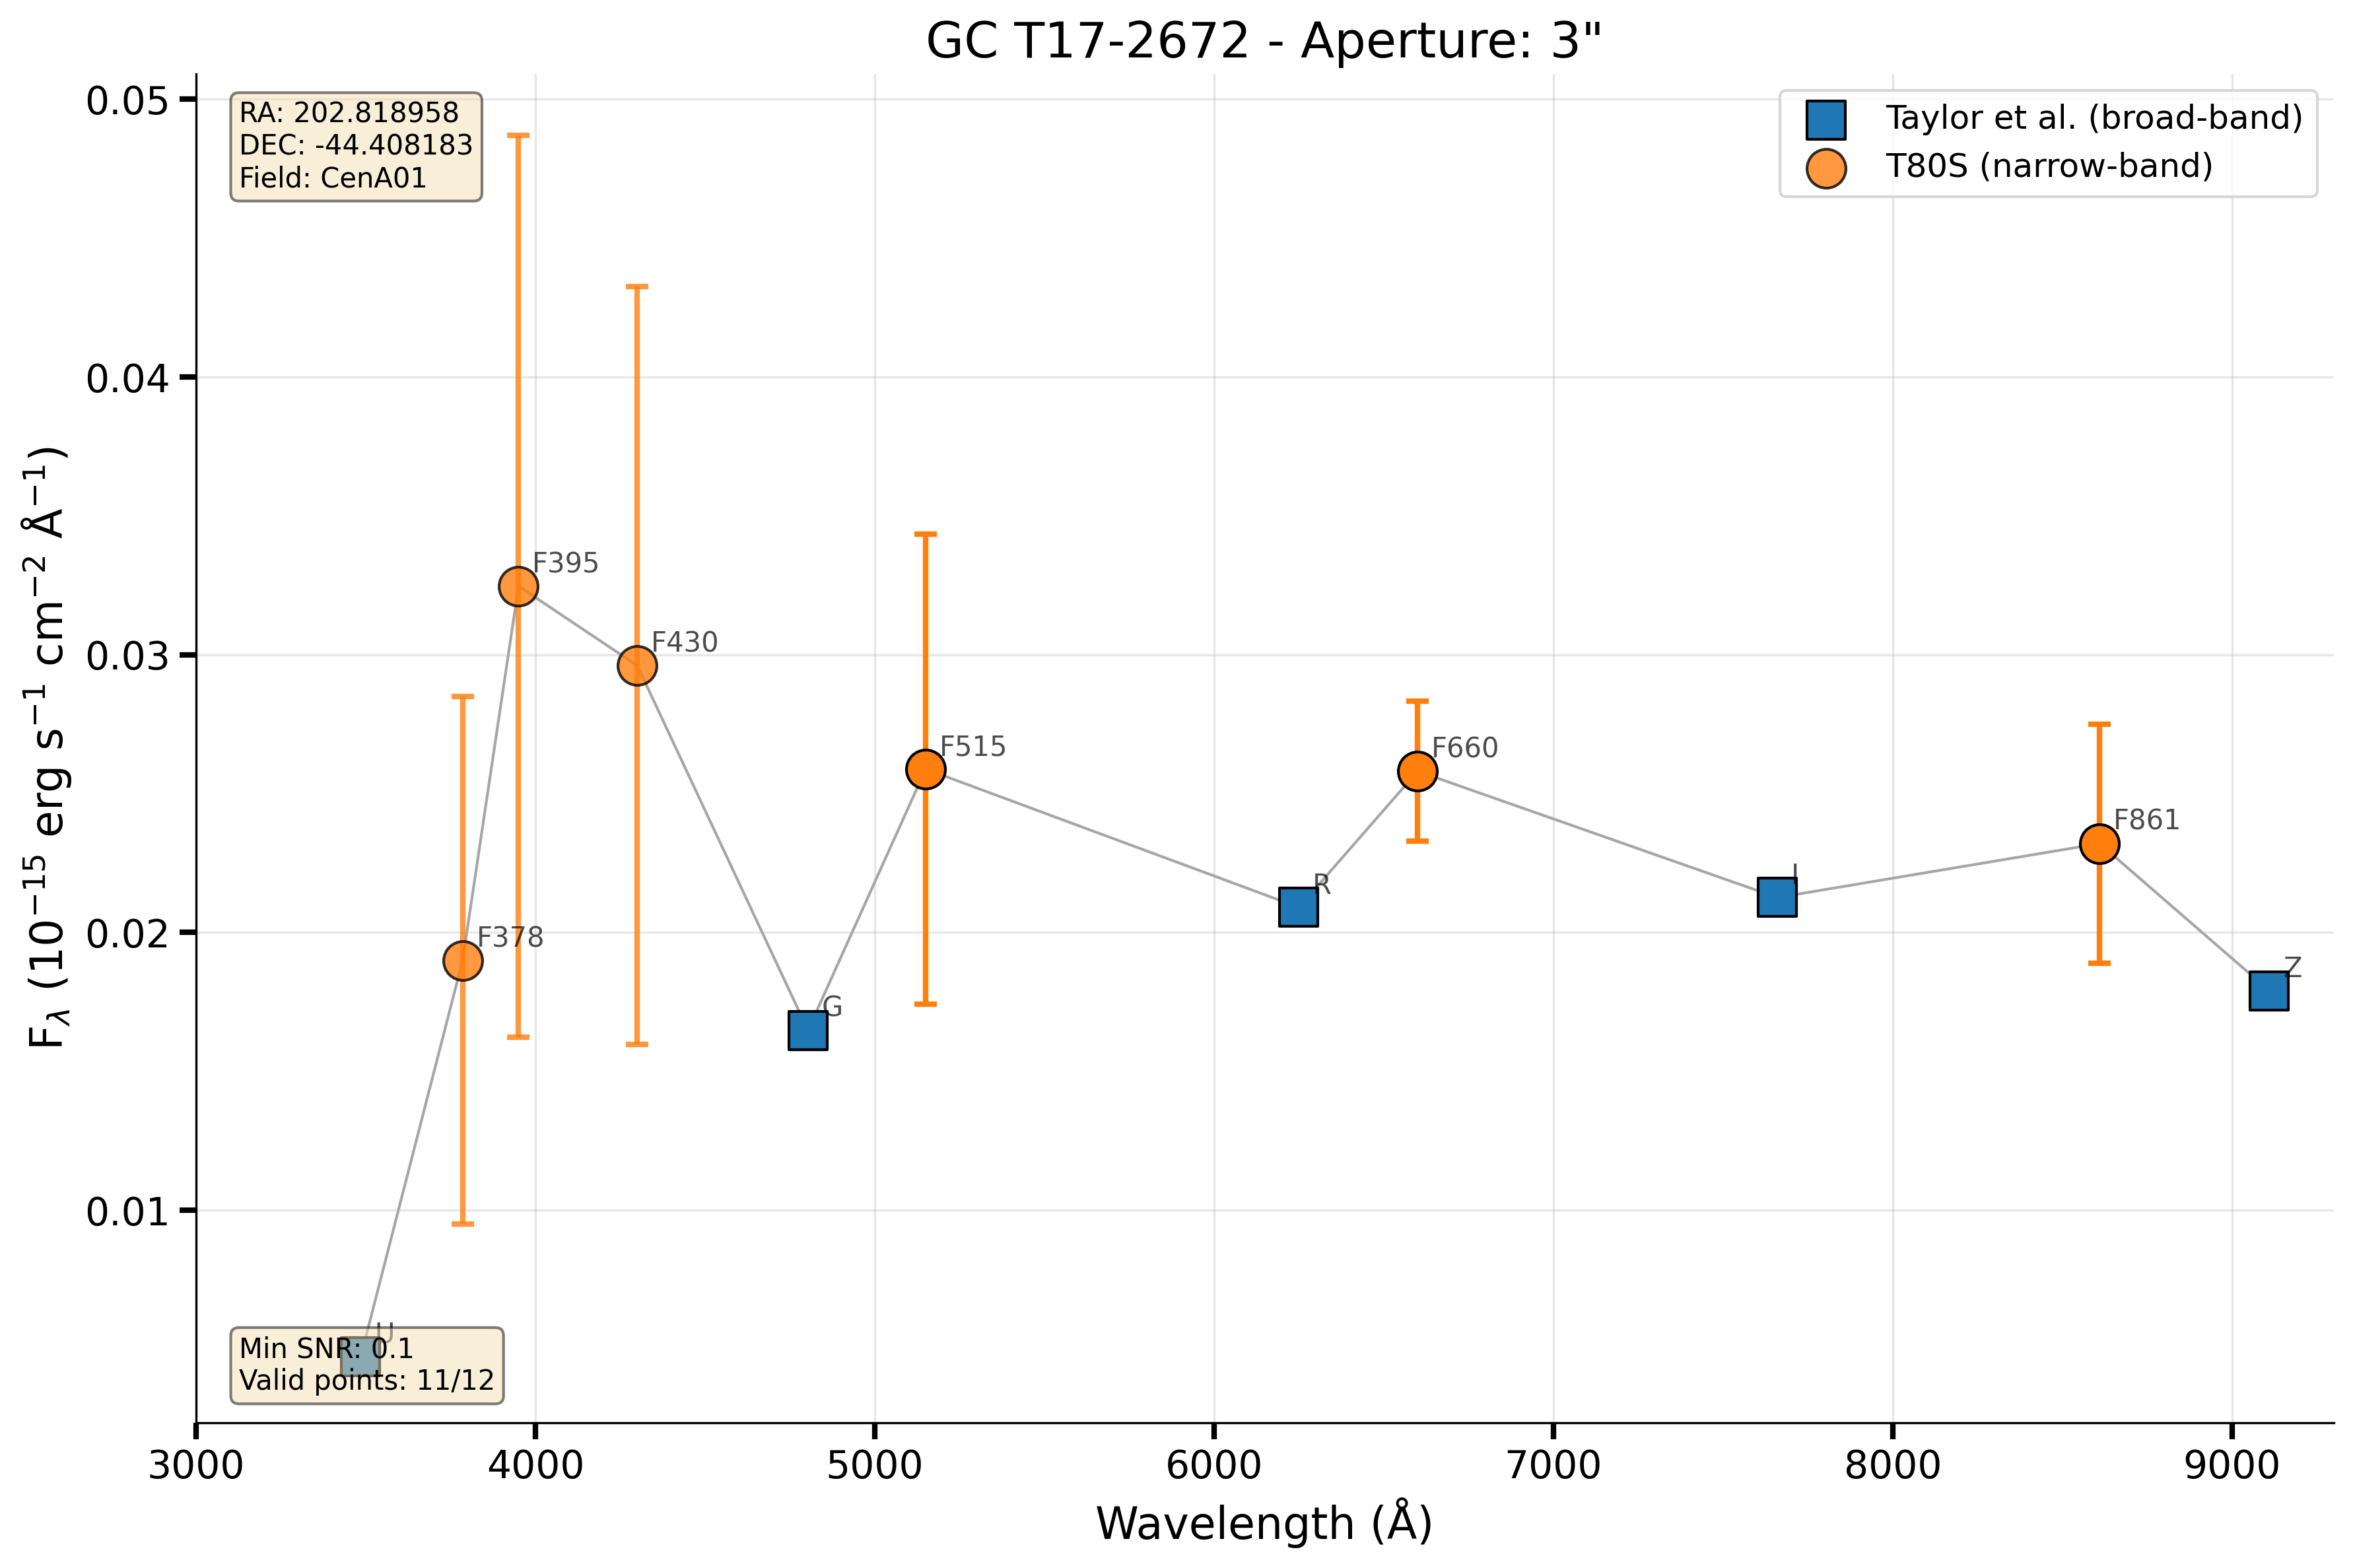 GC T17-2672 - Aperture: 3"
RA: 202.818958
DEC: -44.408183
Field: CenA01
Taylor et al. (broad-band)
T80S (narrow-band)
F_λ (10⁻¹⁵ erg s⁻¹ cm⁻² Å⁻¹)
0.05
0.04
0.03
0.02
0.01
F395
F430
F515
F660
F861
F378
R
I
Z
G
U
Min SNR: 0.1
Valid points: 11/12
3000
4000
5000
6000
7000
8000
9000
Wavelength (Å)